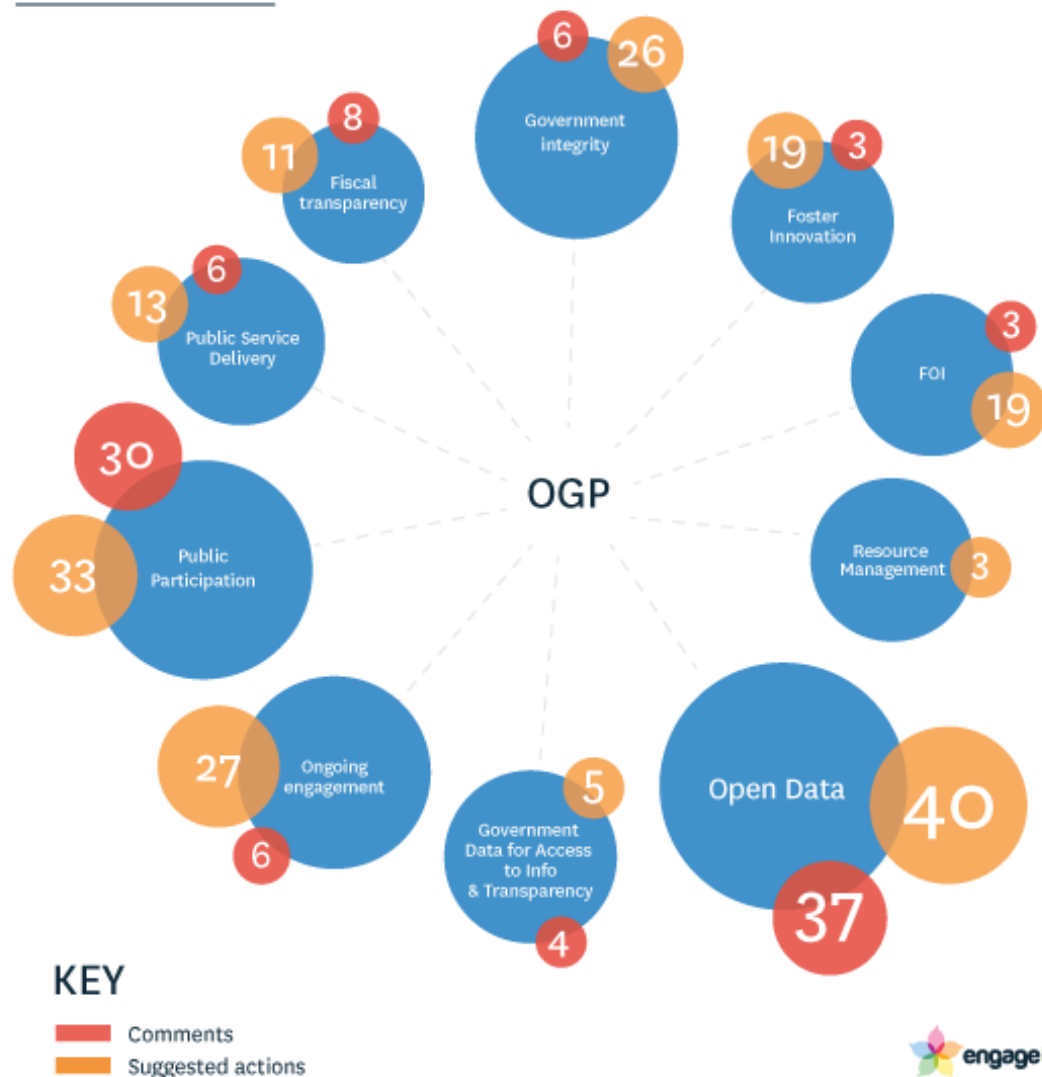 6
26
Government
integrity
8
11
Fiscal
transparency
19
3
Foster
Innovation
6
13
Public Service
Delivery
3
FOI
19
30
33
Public
Participation
OGP
Resource
Management
3
27
Ongoing
engagement
6
5
Government
Data for Access
to Info
& Transparency
4
Open Data
40
37
KEY
Comments
Suggested actions
engage